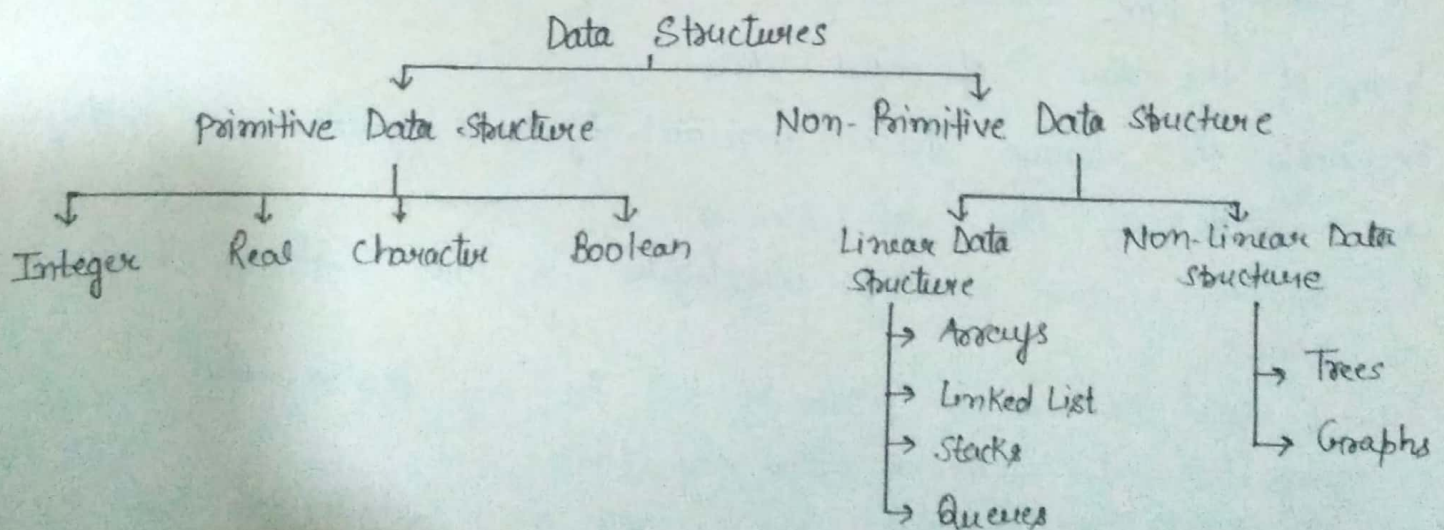 Data Structures
Primitive Data Structure Non-Primitive Data Structure
Integer Real Character Boolean Linear Data Structure Non-Linear Data Structure
Arrays
Linked List
Stacks
Queues
Trees
Graphs